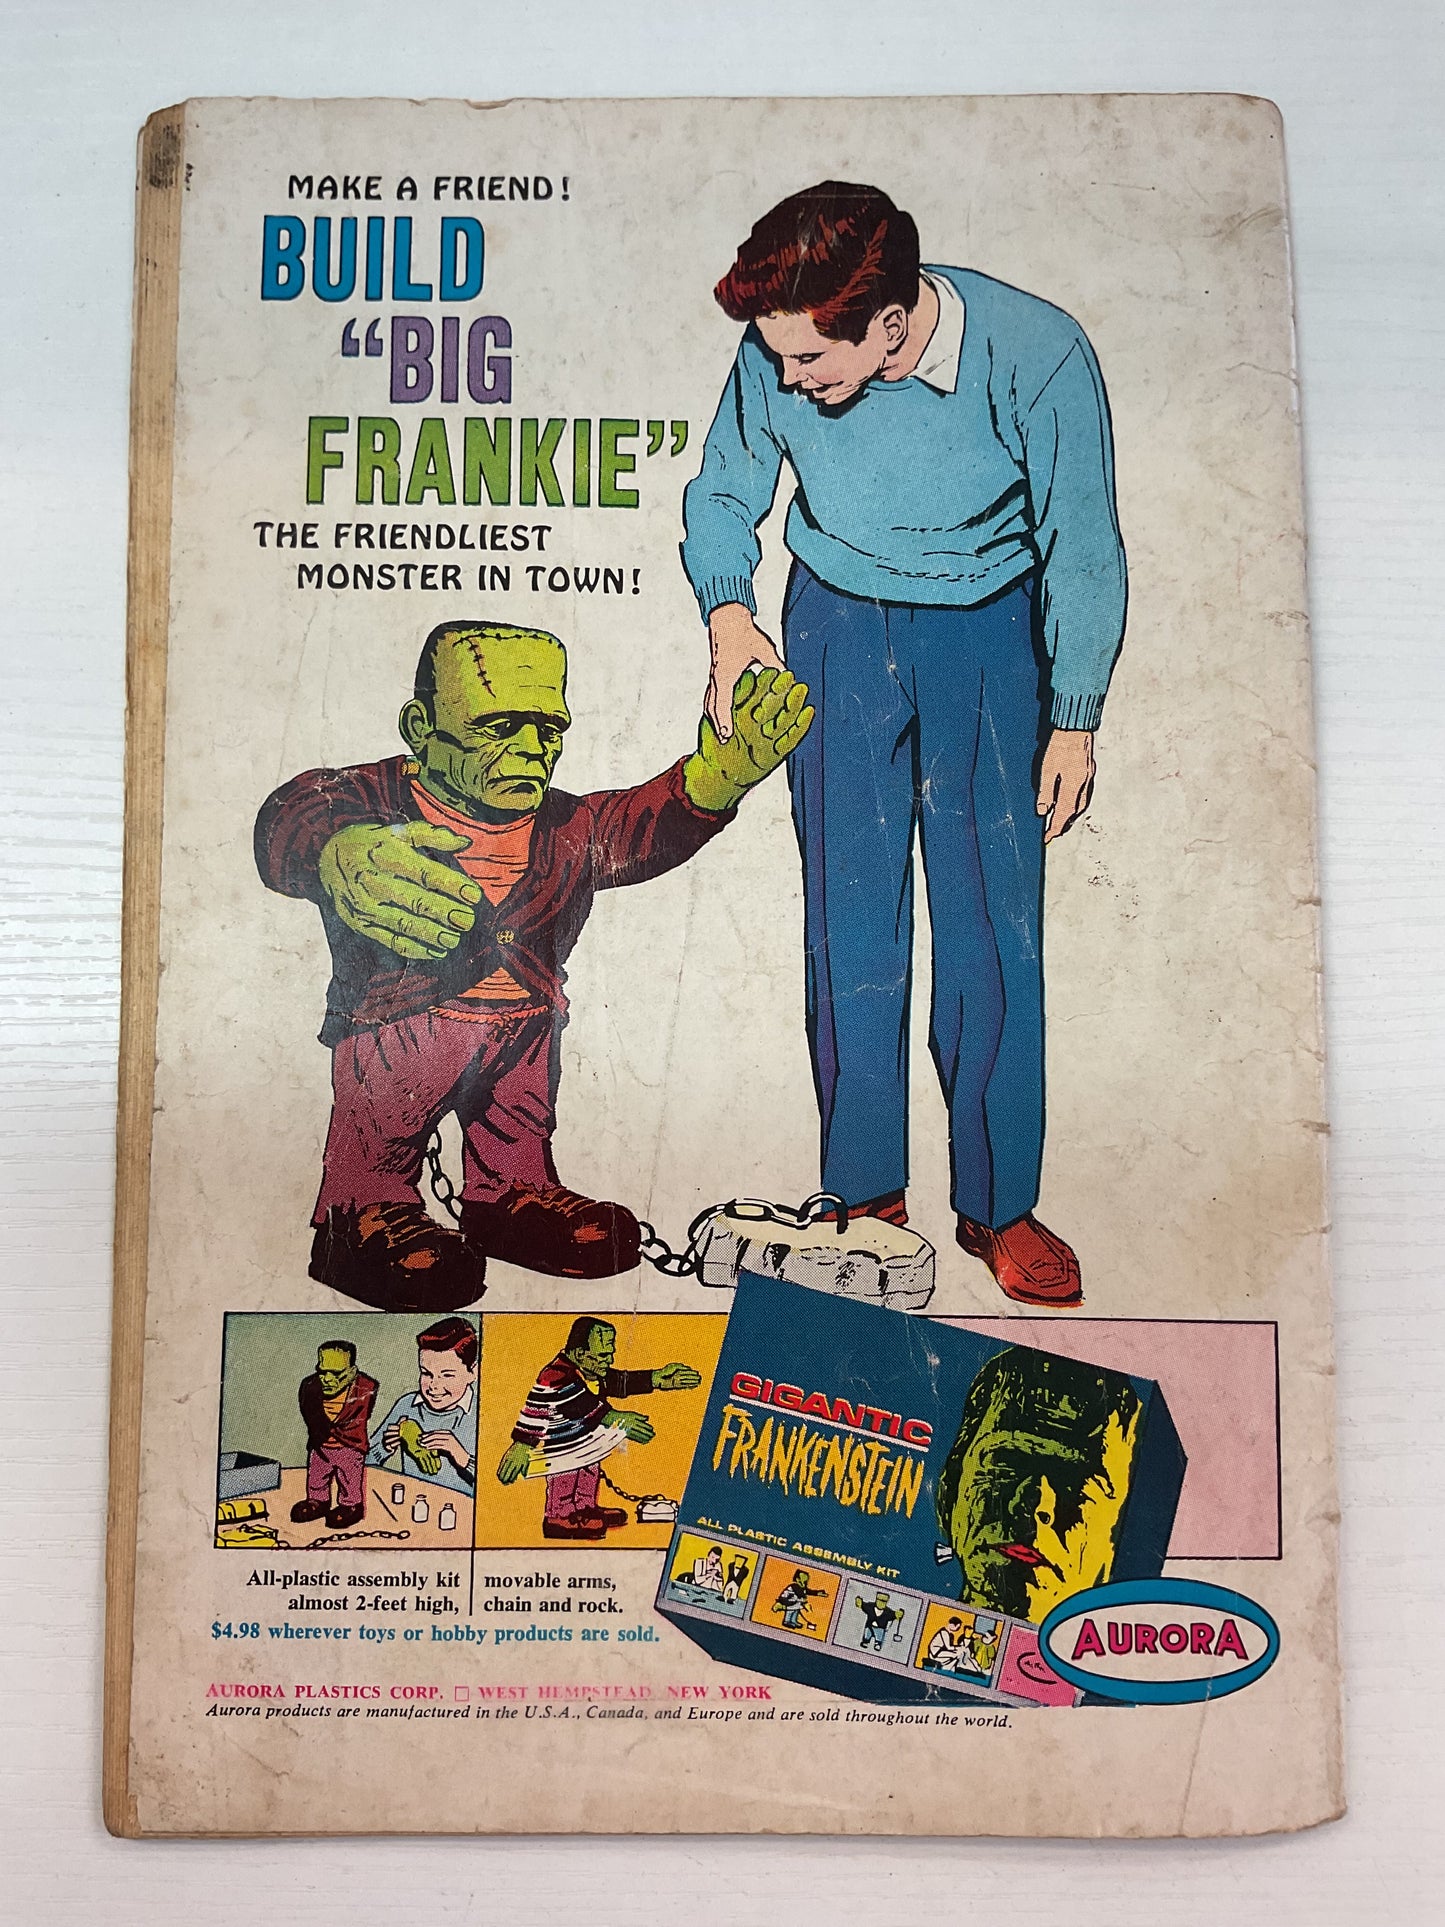 MAKE A FRIEND!
BUILD
“BIG
FRANKIE”
THE FRIENDLIEST
MONSTER IN TOWN!
GIGANTIC
FRANKENSTEIN
ALL PLASTIC ASSEMBLY KIT
All-plastic assembly kit
almost 2-feet high,
movable arms,
chain and rock.
$4.98 wherever toys or hobby products are sold.
AURORA
AURORA PLASTICS CORP. □ WEST HEMPSTEAD, NEW YORK
Aurora products are manufactured in the U.S.A., Canada, and Europe and are sold throughout the world.